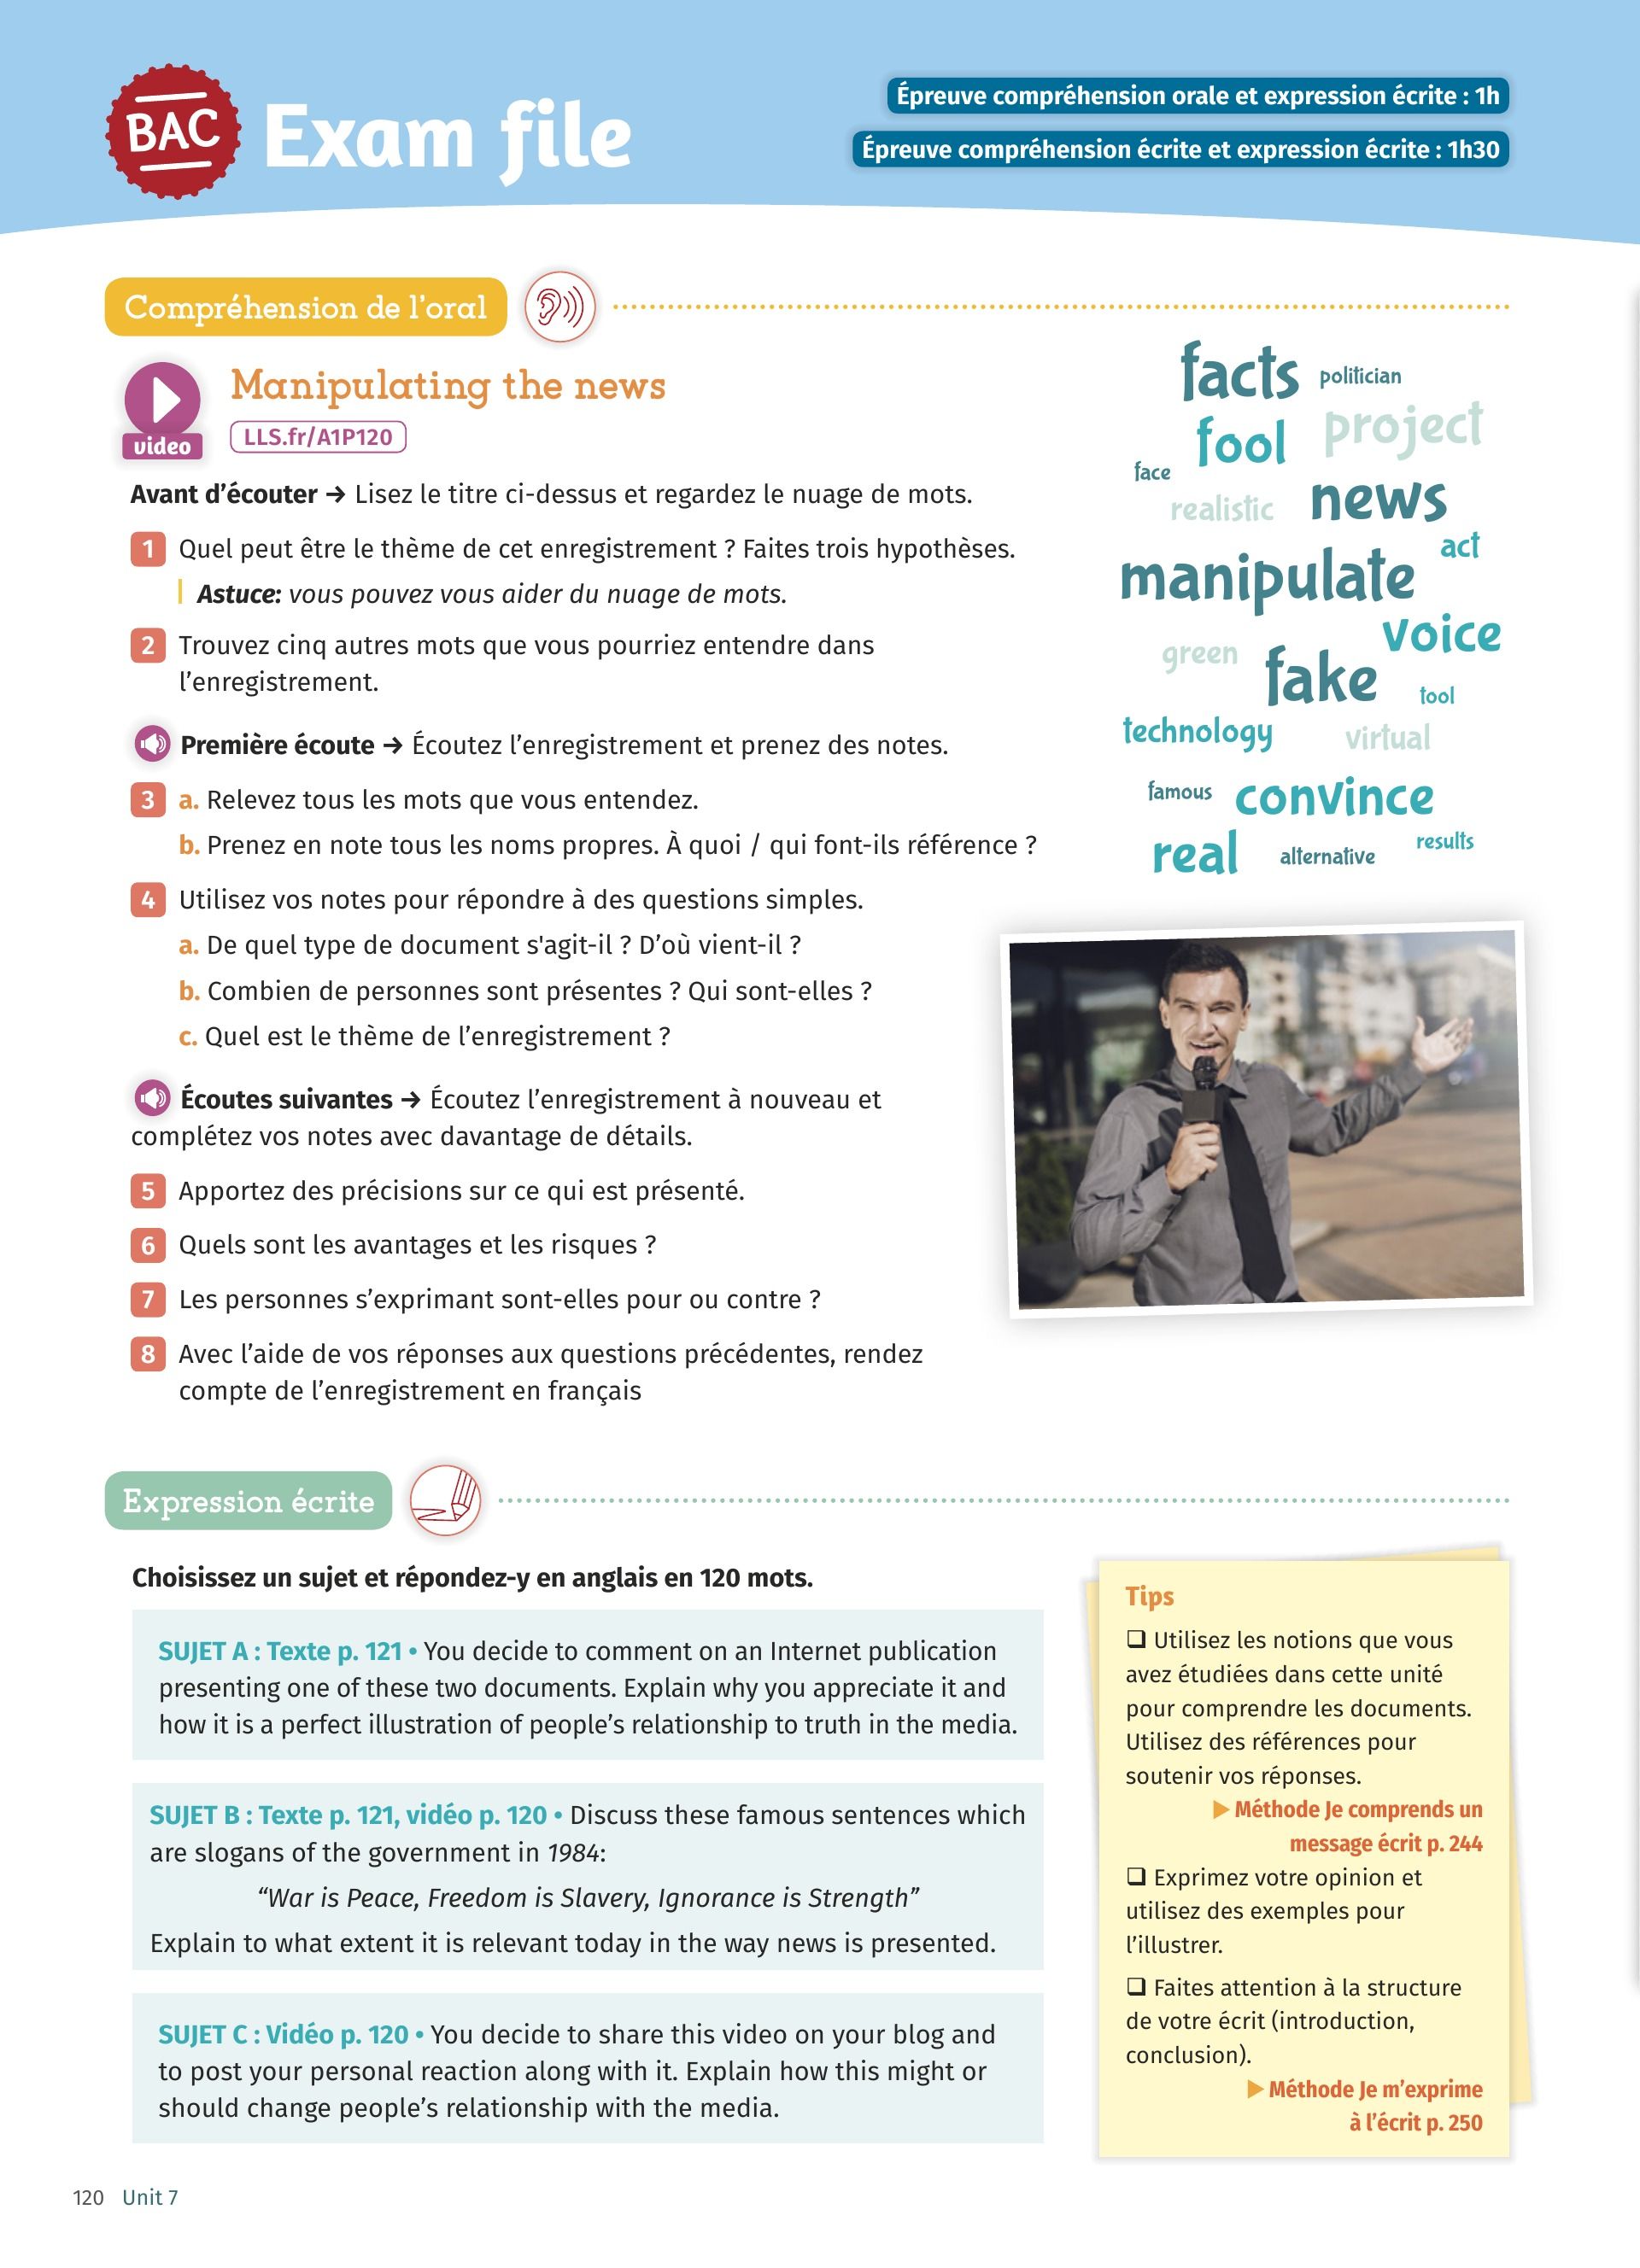 BAC
Exam file
Épreuve compréhension orale et expression écrite : 1h
Épreuve compréhension écrite et expression écrite : 1h30
Compréhension de l'oral
video
Manipulating the news
LLS.fr/A1P120
Avant d'écouter → Lisez le titre ci-dessus et regardez le nuage de mots.
1 Quel peut être le thème de cet enregistrement ? Faites trois hypothèses.
Astuce: vous pouvez vous aider du nuage de mots.
2 Trouvez cinq autres mots que vous pourriez entendre dans
l'enregistrement.
Première écoute → Écoutez l'enregistrement et prenez des notes.
3 a. Relevez tous les mots que vous entendez.
b. Prenez en note tous les noms propres. À quoi / qui font-ils référence ?
4 Utilisez vos notes pour répondre à des questions simples.
a. De quel type de document s'agit-il ? D'où vient-il ?
b. Combien de personnes sont présentes ? Qui sont-elles ?
c. Quel est le thème de l'enregistrement ?
Écoutes suivantes → Écoutez l'enregistrement à nouveau et
complétez vos notes avec davantage de détails.
5 Apportez des précisions sur ce qui est présenté.
6 Quels sont les avantages et les risques ?
7 Les personnes s'exprimant sont-elles pour ou contre ?
8 Avec l'aide de vos réponses aux questions précédentes, rendez
compte de l'enregistrement en français
facts politician
fool project
face
realistic news
act
manipulate
voice
green fake tool
technology virtual
famous convince
real alternative results
Expression écrite
Choisissez un sujet et répondez-y en anglais en 120 mots.
SUJET A : Texte p. 121 • You decide to comment on an Internet publication
presenting one of these two documents. Explain why you appreciate it and
how it is a perfect illustration of people's relationship to truth in the media.
SUJET B : Texte p. 121, vidéo p. 120 • Discuss these famous sentences which
are slogans of the government in 1984:
"War is Peace, Freedom is Slavery, Ignorance is Strength"
Explain to what extent it is relevant today in the way news is presented.
SUJET C : Vidéo p. 120 • You decide to share this video on your blog and
to post your personal reaction along with it. Explain how this might or
should change people's relationship with the media.
Tips
❑ Utilisez les notions que vous
avez étudiées dans cette unité
pour comprendre les documents.
Utilisez des références pour
soutenir vos réponses.
▶ Méthode Je comprends un
message écrit p. 244
❑ Exprimez votre opinion et
utilisez des exemples pour
l'illustrer.
❑ Faites attention à la structure
de votre écrit (introduction,
conclusion).
▶ Méthode Je m'exprime
à l'écrit p. 250
120 Unit 7